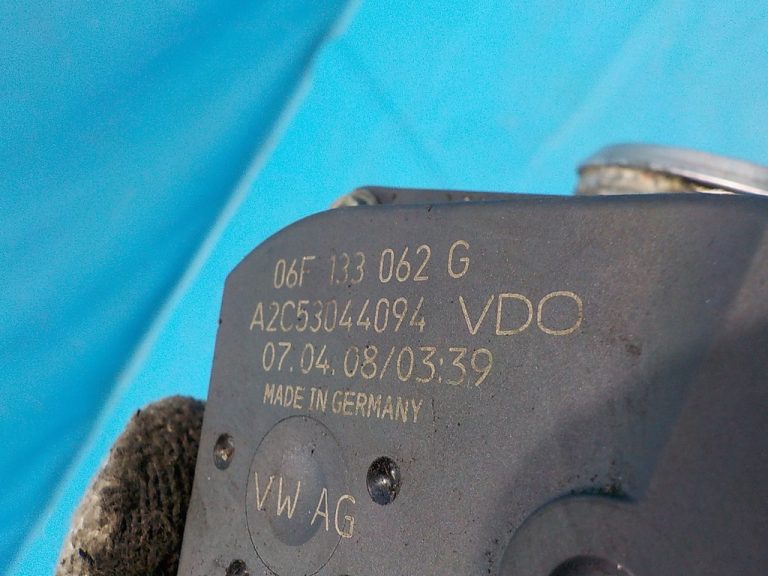 06F 133 062 G
A2C53044094 VDO
07.04.08/03:39
MADE IN GERMANY
VW AG